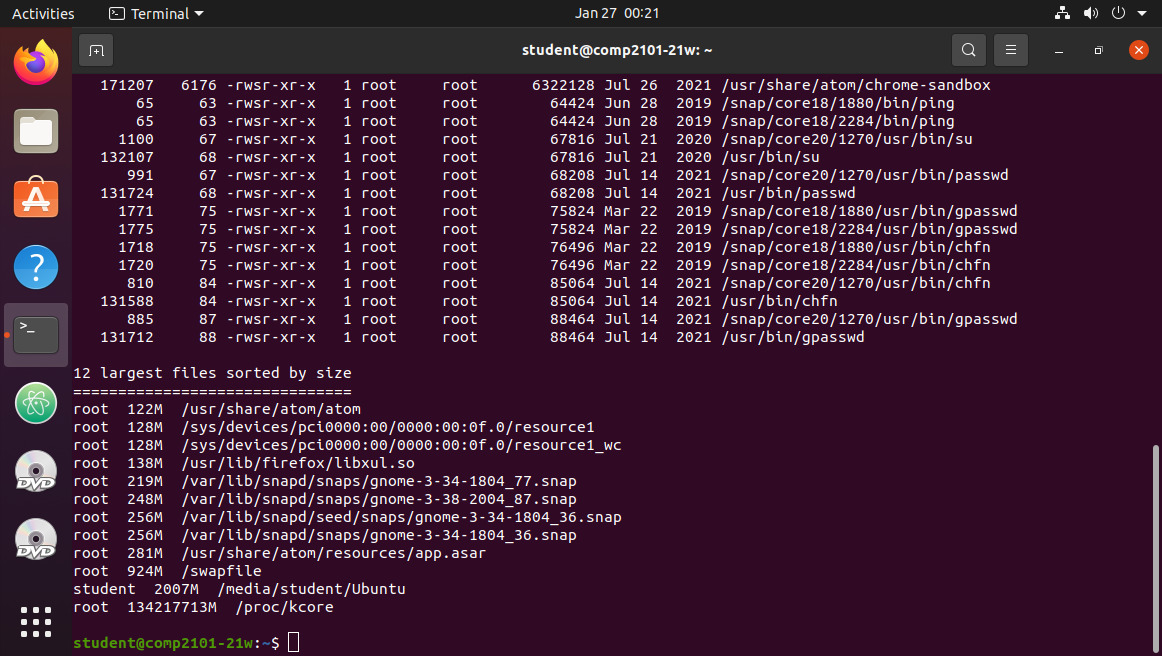 Activities Terminal Jan 27 00:21
student@comp2101-21w: ~
171207 6176 -rwsr-xr-x 1 root root 6322128 Jul 26 2021 /usr/share/atom/chrome-sandbox
65 63 -rwsr-xr-x 1 root root 64424 Jun 28 2019 /snap/core18/1880/bin/ping
65 63 -rwsr-xr-x 1 root root 64424 Jun 28 2019 /snap/core18/2284/bin/ping
1100 67 -rwsr-xr-x 1 root root 67816 Jul 21 2020 /snap/core20/1270/usr/bin/su
132107 68 -rwsr-xr-x 1 root root 67816 Jul 21 2020 /usr/bin/su
991 67 -rwsr-xr-x 1 root root 68208 Jul 14 2021 /snap/core20/1270/usr/bin/passwd
131724 68 -rwsr-xr-x 1 root root 68208 Jul 14 2021 /usr/bin/passwd
1771 75 -rwsr-xr-x 1 root root 75824 Mar 22 2019 /snap/core18/1880/usr/bin/gpasswd
1775 75 -rwsr-xr-x 1 root root 75824 Mar 22 2019 /snap/core18/2284/usr/bin/gpasswd
1718 75 -rwsr-xr-x 1 root root 76496 Mar 22 2019 /snap/core18/1880/usr/bin/chfn
1720 75 -rwsr-xr-x 1 root root 76496 Mar 22 2019 /snap/core18/2284/usr/bin/chfn
810 84 -rwsr-xr-x 1 root root 85064 Jul 14 2021 /snap/core20/1270/usr/bin/chfn
131588 84 -rwsr-xr-x 1 root root 85064 Jul 14 2021 /usr/bin/chfn
885 87 -rwsr-xr-x 1 root root 88464 Jul 14 2021 /snap/core20/1270/usr/bin/gpasswd
131712 88 -rwsr-xr-x 1 root root 88464 Jul 14 2021 /usr/bin/gpasswd
12 largest files sorted by size
===============================
root 122M /usr/share/atom/atom
root 128M /sys/devices/pci0000:00/0000:00:0f.0/resource1
root 128M /sys/devices/pci0000:00/0000:00:0f.0/resource1_wc
root 138M /usr/lib/firefox/libxul.so
root 219M /var/lib/snapd/snaps/gnome-3-34-1804_77.snap
root 248M /var/lib/snapd/snaps/gnome-3-38-2004_87.snap
root 256M /var/lib/snapd/seed/snaps/gnome-3-34-1804_36.snap
root 256M /var/lib/snapd/snaps/gnome-3-34-1804_36.snap
root 281M /usr/share/atom/resources/app.asar
root 924M /swapfile
student 2007M /media/student/Ubuntu
root 134217713M /proc/kcore
student@comp2101-21w:~$
DVD
DVD